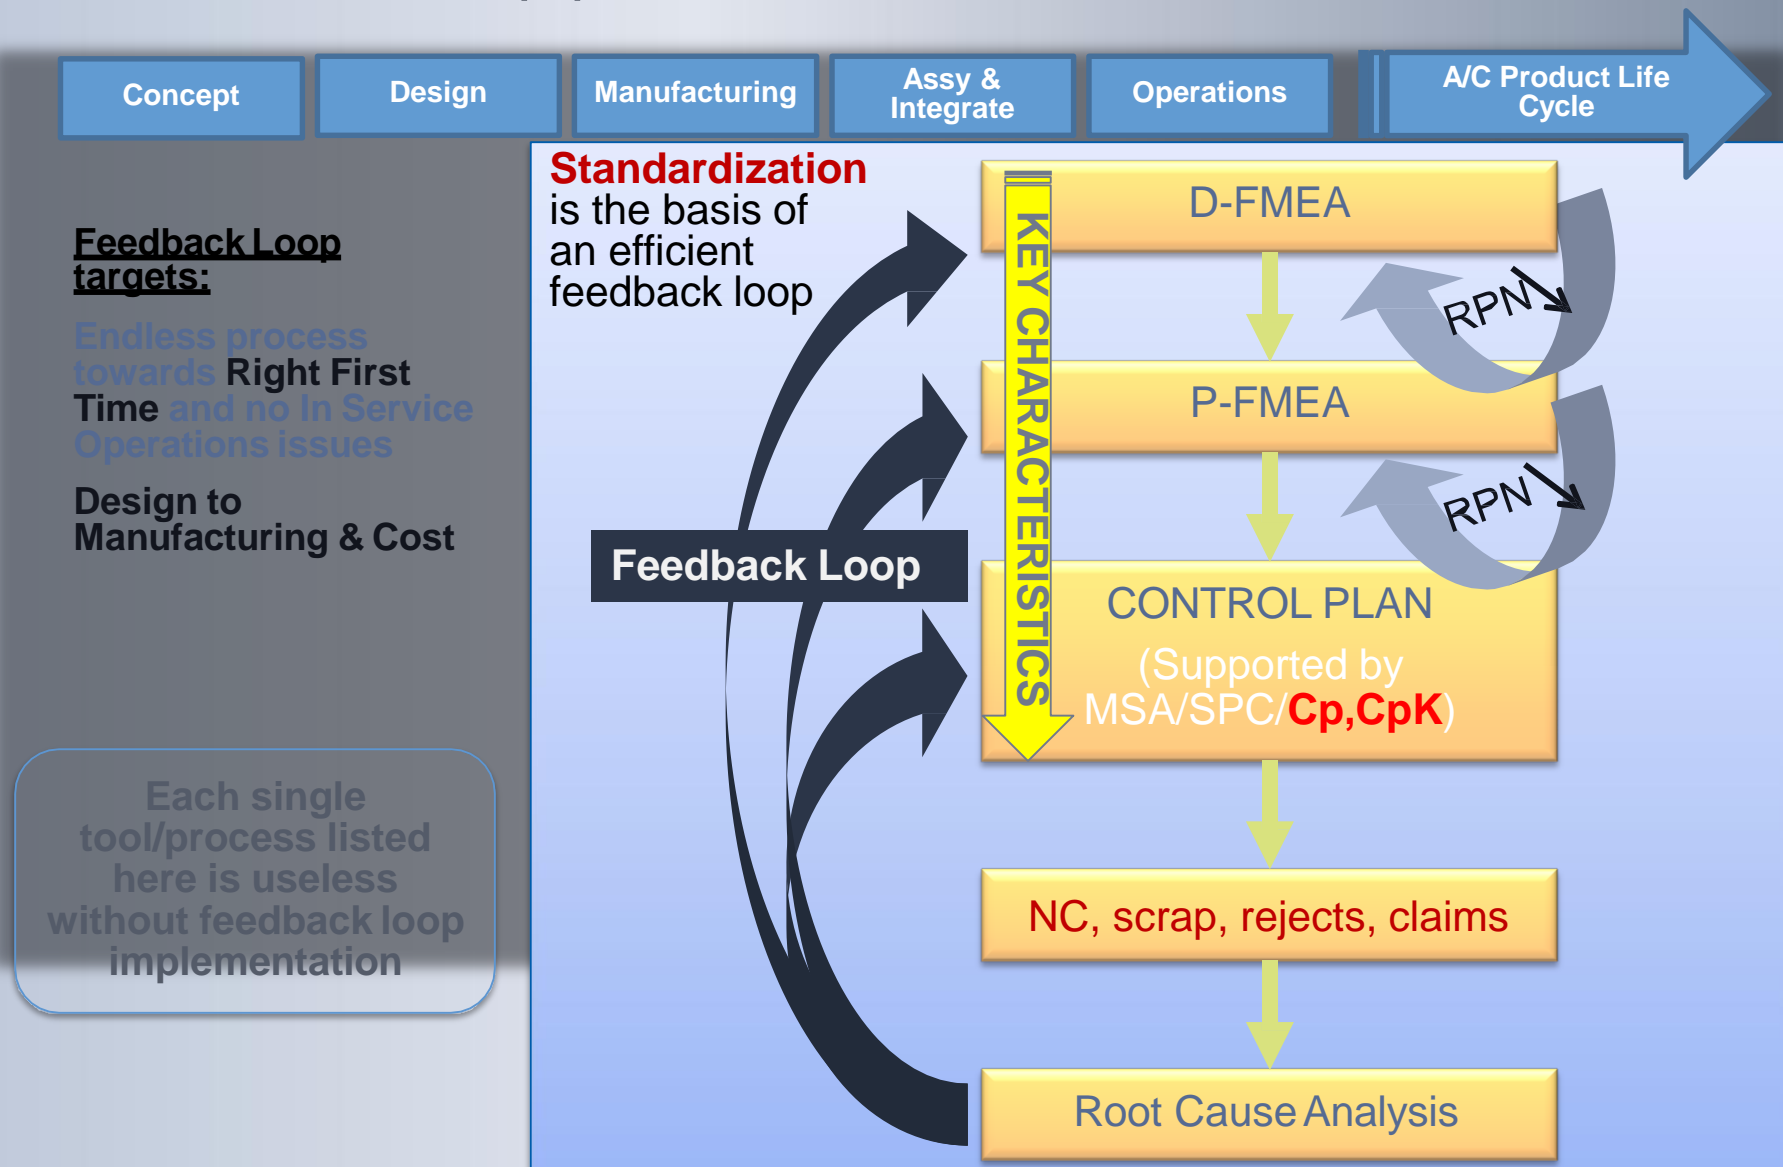 Concept
Design
Manufacturing
Assy &
Integrate
Operations
A/C Product Life
Cycle
Feedback Loop
targets:
Endless process
towards Right First
Time and no In Service
Operations issues
Design to
Manufacturing & Cost
Each single
tool/process listed
here is useless
without feedback loop
implementation
Standardization
is the basis of
an efficient
feedback loop
Feedback Loop
KEY CHARACTERISTICS
D-FMEA
RPN
P-FMEA
RPN
CONTROL PLAN
(Supported by
MSA/SPC/Cp,CpK)
NC, scrap, rejects, claims
Root Cause Analysis